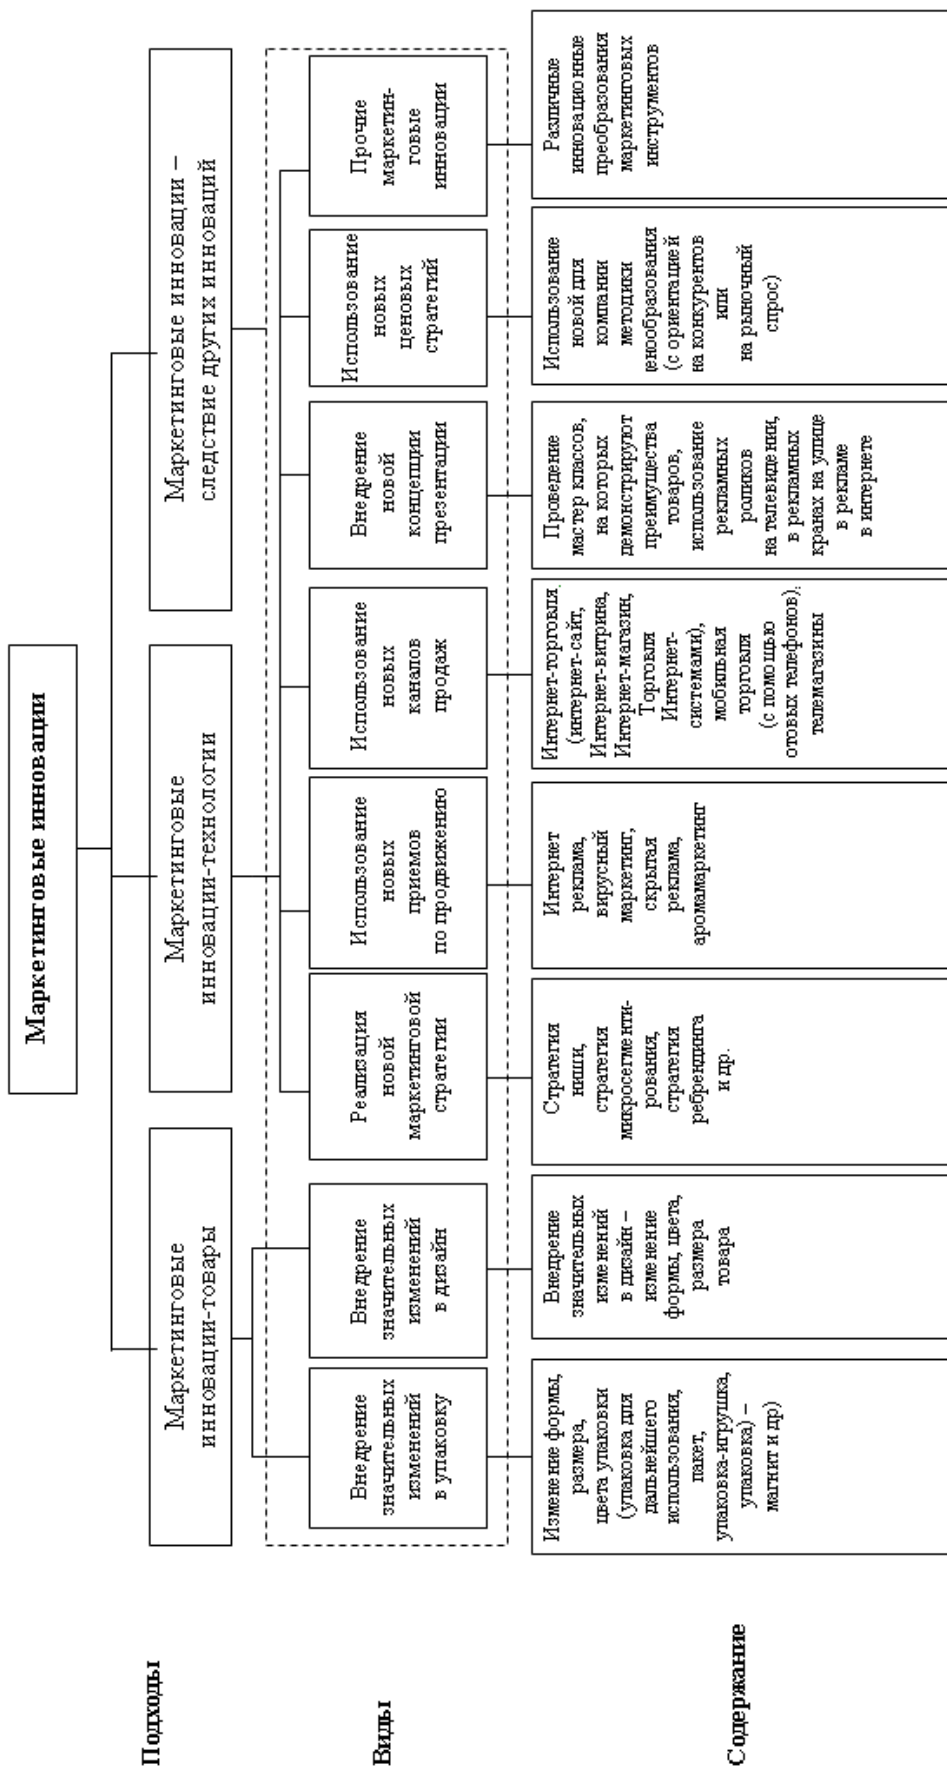 Маркетинговые инновации
Подходы
Маркетинговые
инновации-товары
Маркетинговые
инновации-технологии
Маркетинговые инновации –
следствие других инноваций
Виды
Внедрение
значительных
изменений
в упаковку
Внедрение
значительных
изменений
в дизайн
Реализация
новой
маркетинговой
стратегии
Использование
новых
приемов
по продвижению
Использование
новых
каналов
продаж
Внедрение
новой
концепции
презентации
Использование
новых
ценовых
стратегий
Прочие
маркетин-
говые
инновации
Содержание
Изменение формы,
размера,
цвета упаковки
(упаковка для
дальнейшего
использования,
пакет,
упаковка-игрушка,
упаковка) –
магнит и др)
Внедрение
значительных
изменений
в дизайн –
изменение
формы, цвета,
размера
товара
Стратегия
ниши,
стратегия
микросегменти-
рования,
стратегия
ребрендинга
и др.
Интернет
реклама,
вирусный
маркетинг,
скрытая
реклама,
аромамаркетинг
Интернет-торговля
(интернет-сайт,
Интернет-витрина,
Интернет-магазин,
Торговля
Интернет-
системами),
мобильная
торговля
(с помощью
отовых телефонов),
телемагазины
Проведение
мастер классов,
на которых
демонстрируют
преимущества
товаров,
использование
рекламных
роликов
на телевидении,
в рекламных
кранах на улице
в рекламе
в интернете
Использование
новой для
компании
методики
ценообразования
(с ориентацией
на конкурентов
или
на рыночный
спрос)
Различные
инновационные
преобразования
маркетинговых
инструментов